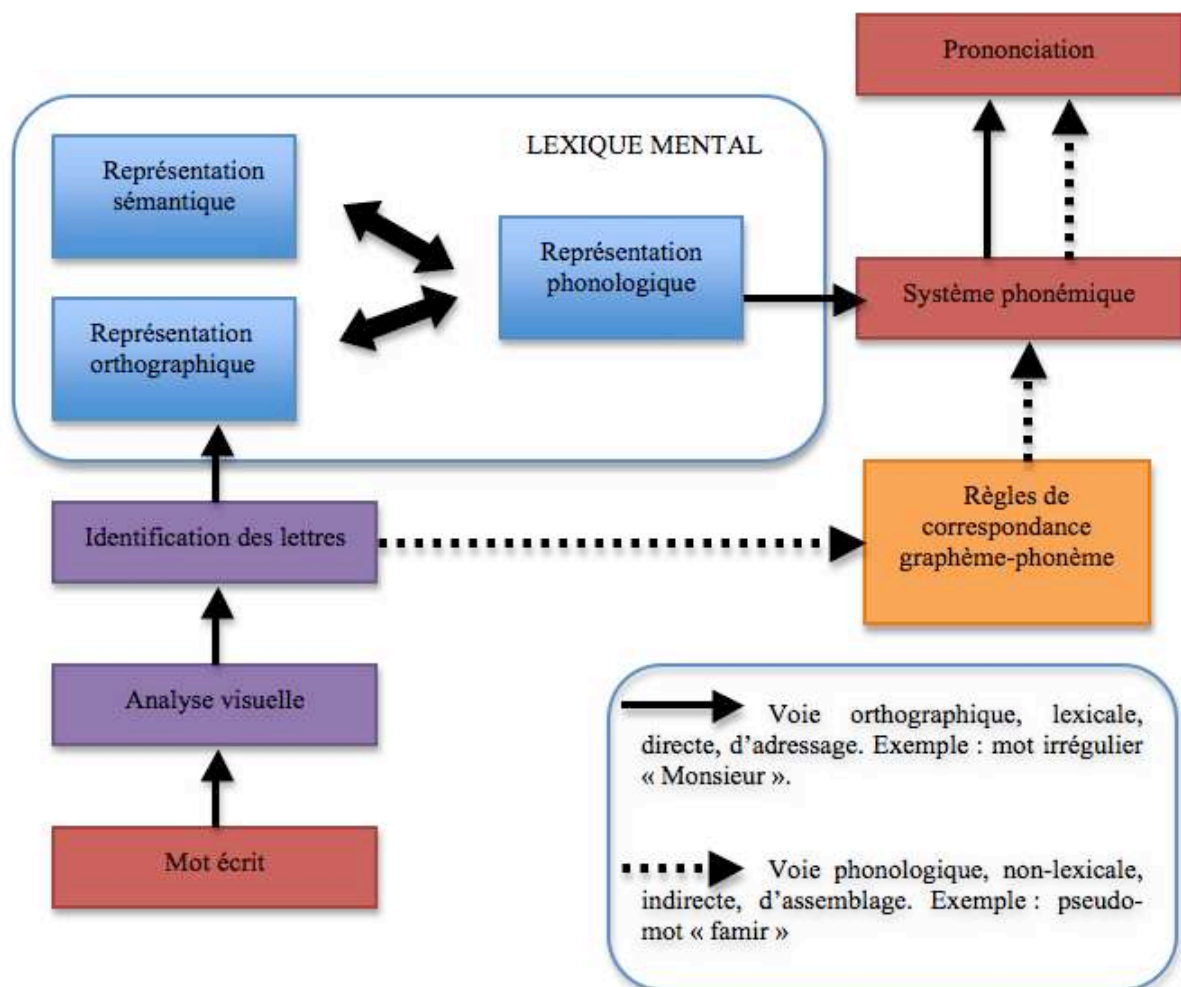 Prononciation
LEXIQUE MENTAL
Représentation
sémantique
Représentation
phonologique
Système phonémique
Représentation
orthographique
Identification des lettres
Règles de
correspondance
graphème-phonème
Analyse visuelle
Mot écrit
Voie orthographique, lexicale,
directe, d’adressage. Exemple : mot irrégulier
« Monsieur ».
Voie phonologique, non-lexicale,
indirecte, d’assemblage. Exemple : pseudo-
mot « famir »